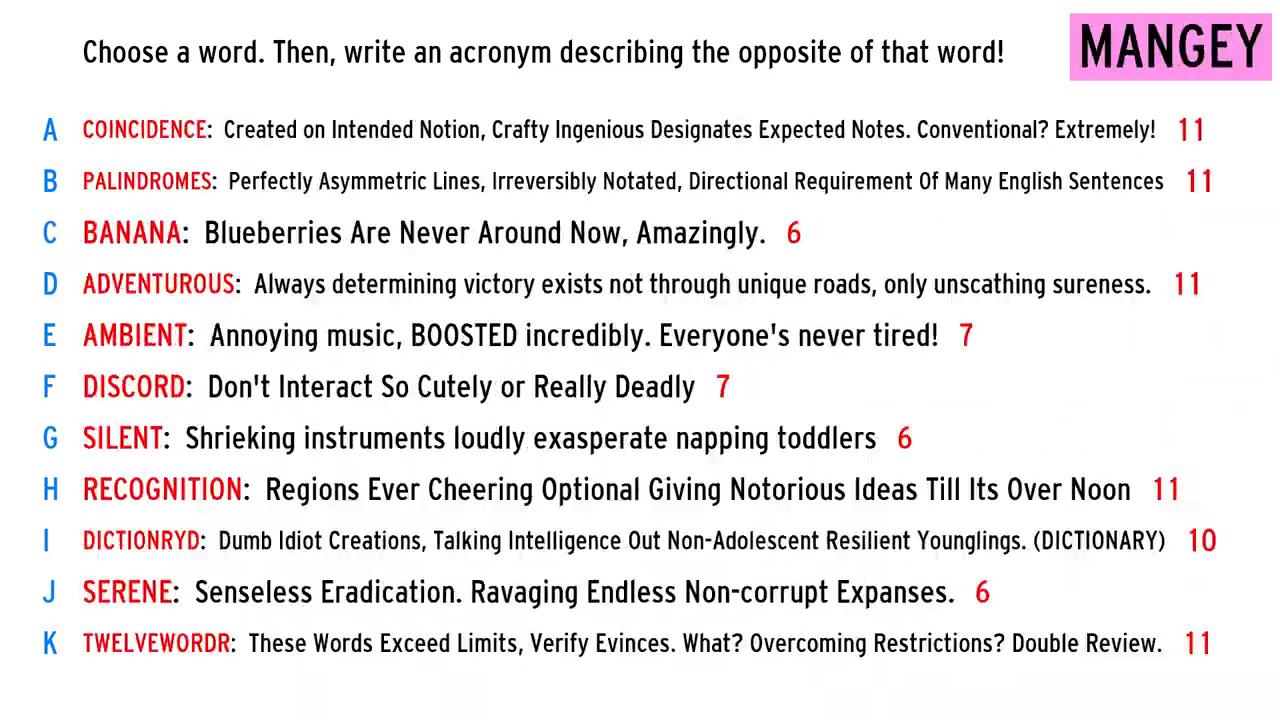 Choose a word. Then, write an acronym describing the opposite of that word!
MANGEY
A COINCIDENCE: Created on Intended Notion, Crafty Ingenious Designates Expected Notes. Conventional? Extremely! 11
B PALINDROMES: Perfectly Asymmetric Lines, Irreversibly Notated, Directional Requirement Of Many English Sentences 11
C BANANA: Blueberries Are Never Around Now, Amazingly. 6
D ADVENTUROUS: Always determining victory exists not through unique roads, only unscathing sureness. 11
E AMBIENT: Annoying music, BOOSTED incredibly. Everyone's never tired! 7
F DISCORD: Don't Interact So Cutely or Really Deadly 7
G SILENT: Shrieking instruments loudly exasperate napping toddlers 6
H RECOGNITION: Regions Ever Cheering Optional Giving Notorious Ideas Till Its Over Noon 11
I DICTIONRYD: Dumb Idiot Creations, Talking Intelligence Out Non-Adolescent Resilient Younglings. (DICTIONARY) 10
J SERENE: Senseless Eradication. Ravaging Endless Non-corrupt Expanses. 6
K TWELVEWORDR: These Words Exceed Limits, Verify Evinces. What? Overcoming Restrictions? Double Review. 11